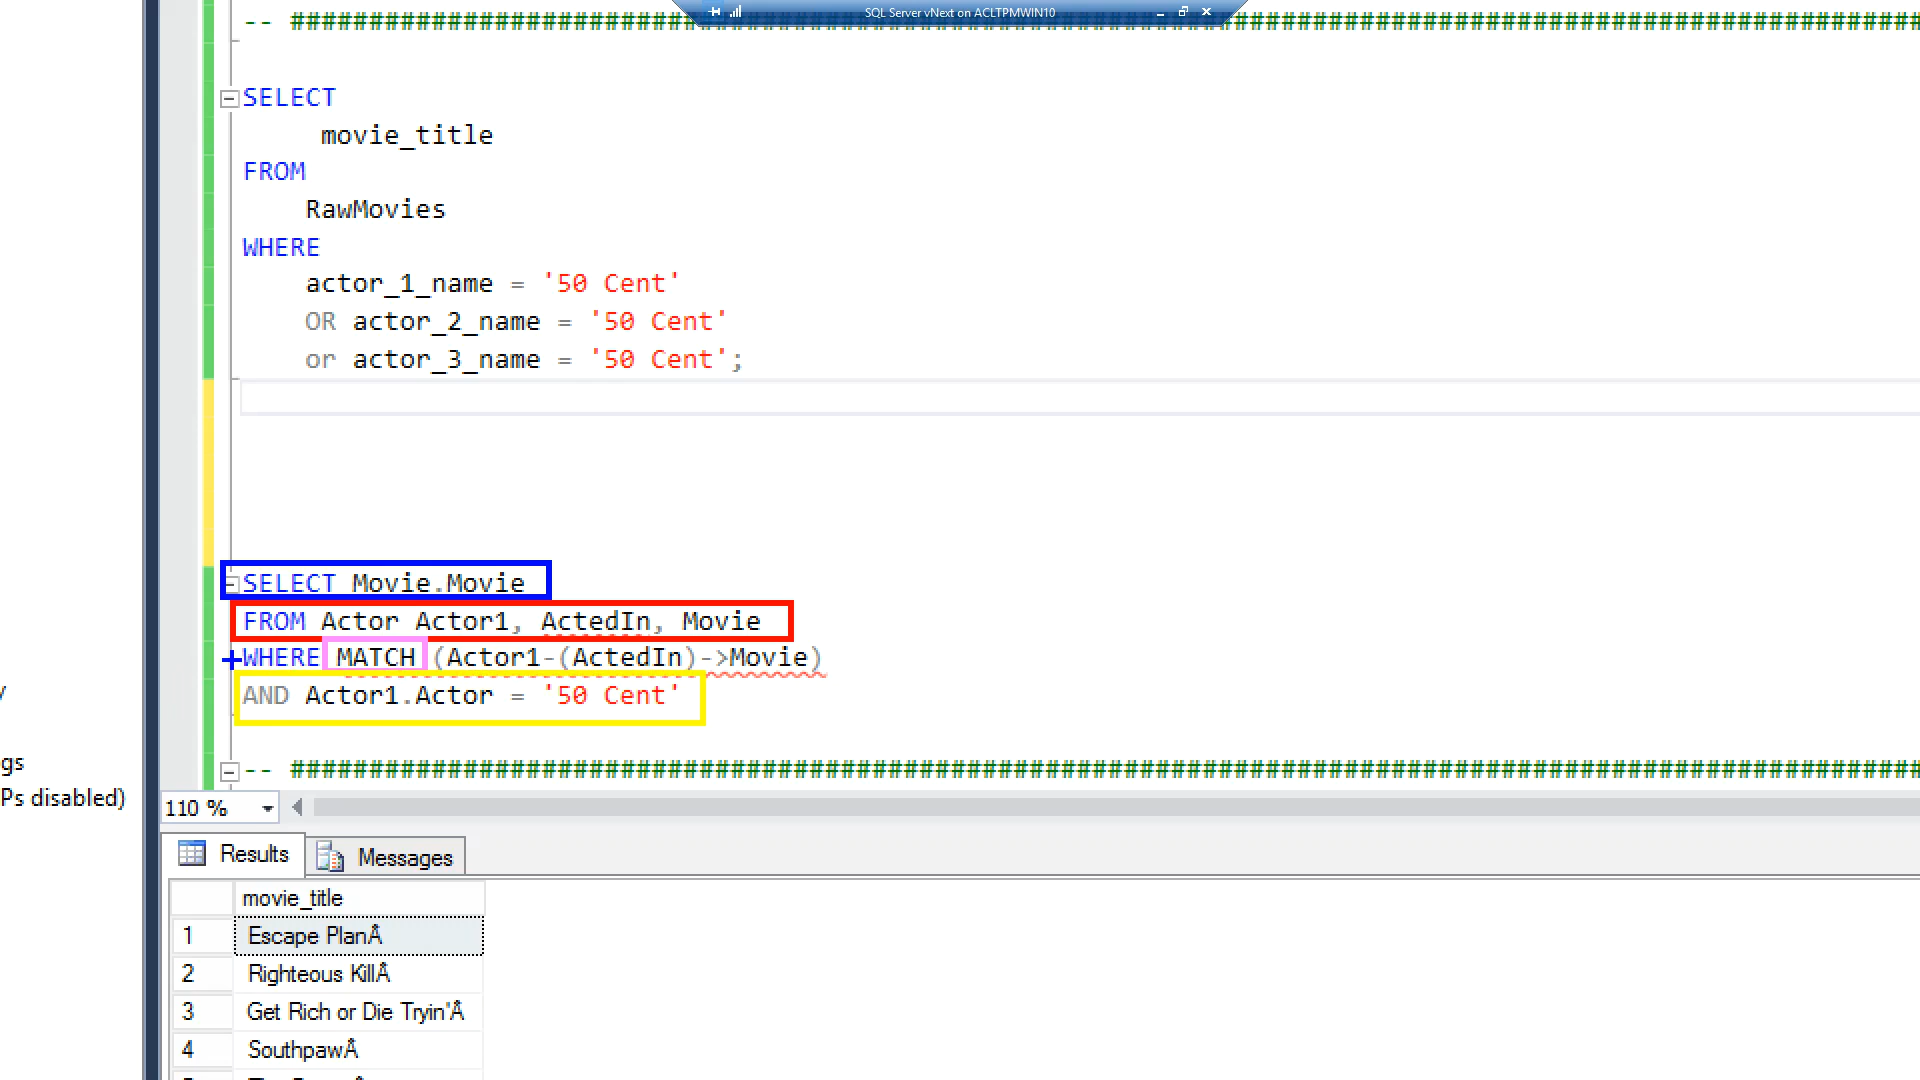 SQL Server vNext on ACLTPMWIN10
-- ########################################################################################################
SELECT
movie_title
FROM
RawMovies
WHERE
actor_1_name = '50 Cent'
OR actor_2_name = '50 Cent'
or actor_3_name = '50 Cent';
SELECT Movie.Movie
FROM Actor Actor1, ActedIn, Movie
WHERE MATCH (Actor1-(ActedIn)->Movie)
AND Actor1.Actor = '50 Cent'
-- ########################################################################################################
gs
Ps disabled)
110 %
Results
Messages
movie_title
1 Escape PlanÂ
2 Righteous KillÂ
3 Get Rich or Die Tryin'Â
4 SouthpawÂ